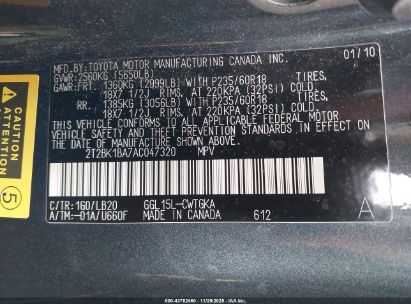 MFD.BY: TOYOTA MOTOR MANUFACTURING CANADA INC. 01/10
GVWR: 2560KG (5650LB)
GAWR: FRT. 1360KG (2999LB) WITH P235/60R18 TIRES,
18X7 1/2J RIMS, AT 220KPA (32PSI) COLD.
RR. 1385KG (3056LB) WITH P235/60R18 TIRES,
18X7 1/2J RIMS, AT 220KPA (32PSI) COLD.
THIS VEHICLE CONFORMS TO ALL APPLICABLE FEDERAL
MOTOR VEHICLE SAFETY STANDARDS IN EFFECT ON THE
DATE OF MANUFACTURE SHOWN ABOVE.
2T2BK1BA7AC047320 MPV
C/TR:1G0/LB20 GGL15L-CWTGKA
A/TM:-01A/U660F MADE IN CANADA 612 A
CAUTION
5